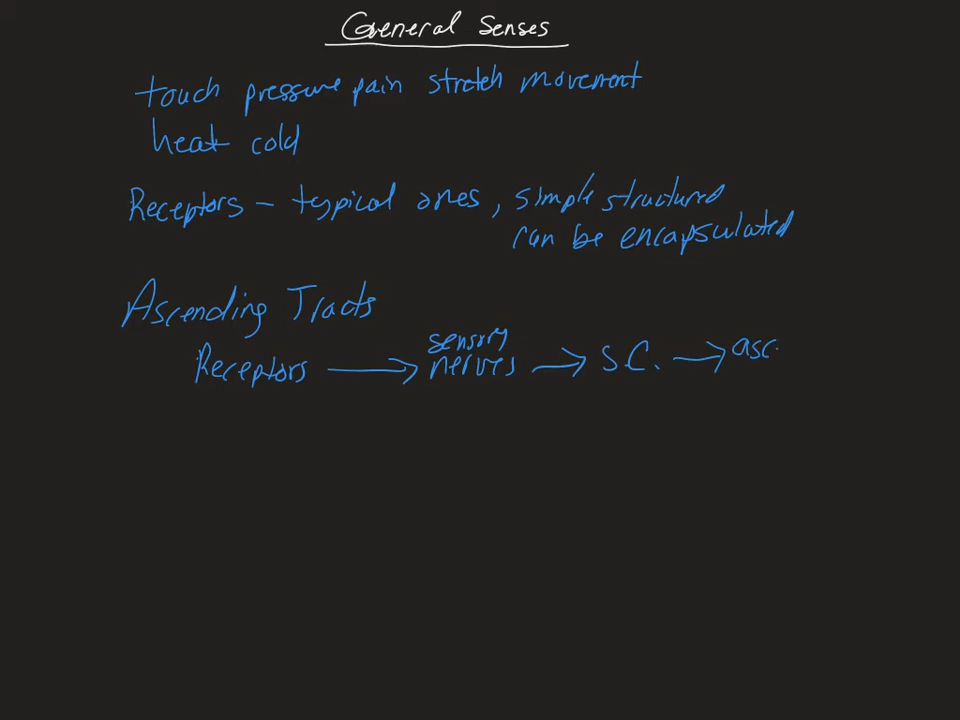 General Senses
touch pressure pain stretch movement
heat cold
Receptors - typical ones, simple structured
can be encapsulated
Ascending Tracts
Receptors → sensory nerves → S.C. → asc